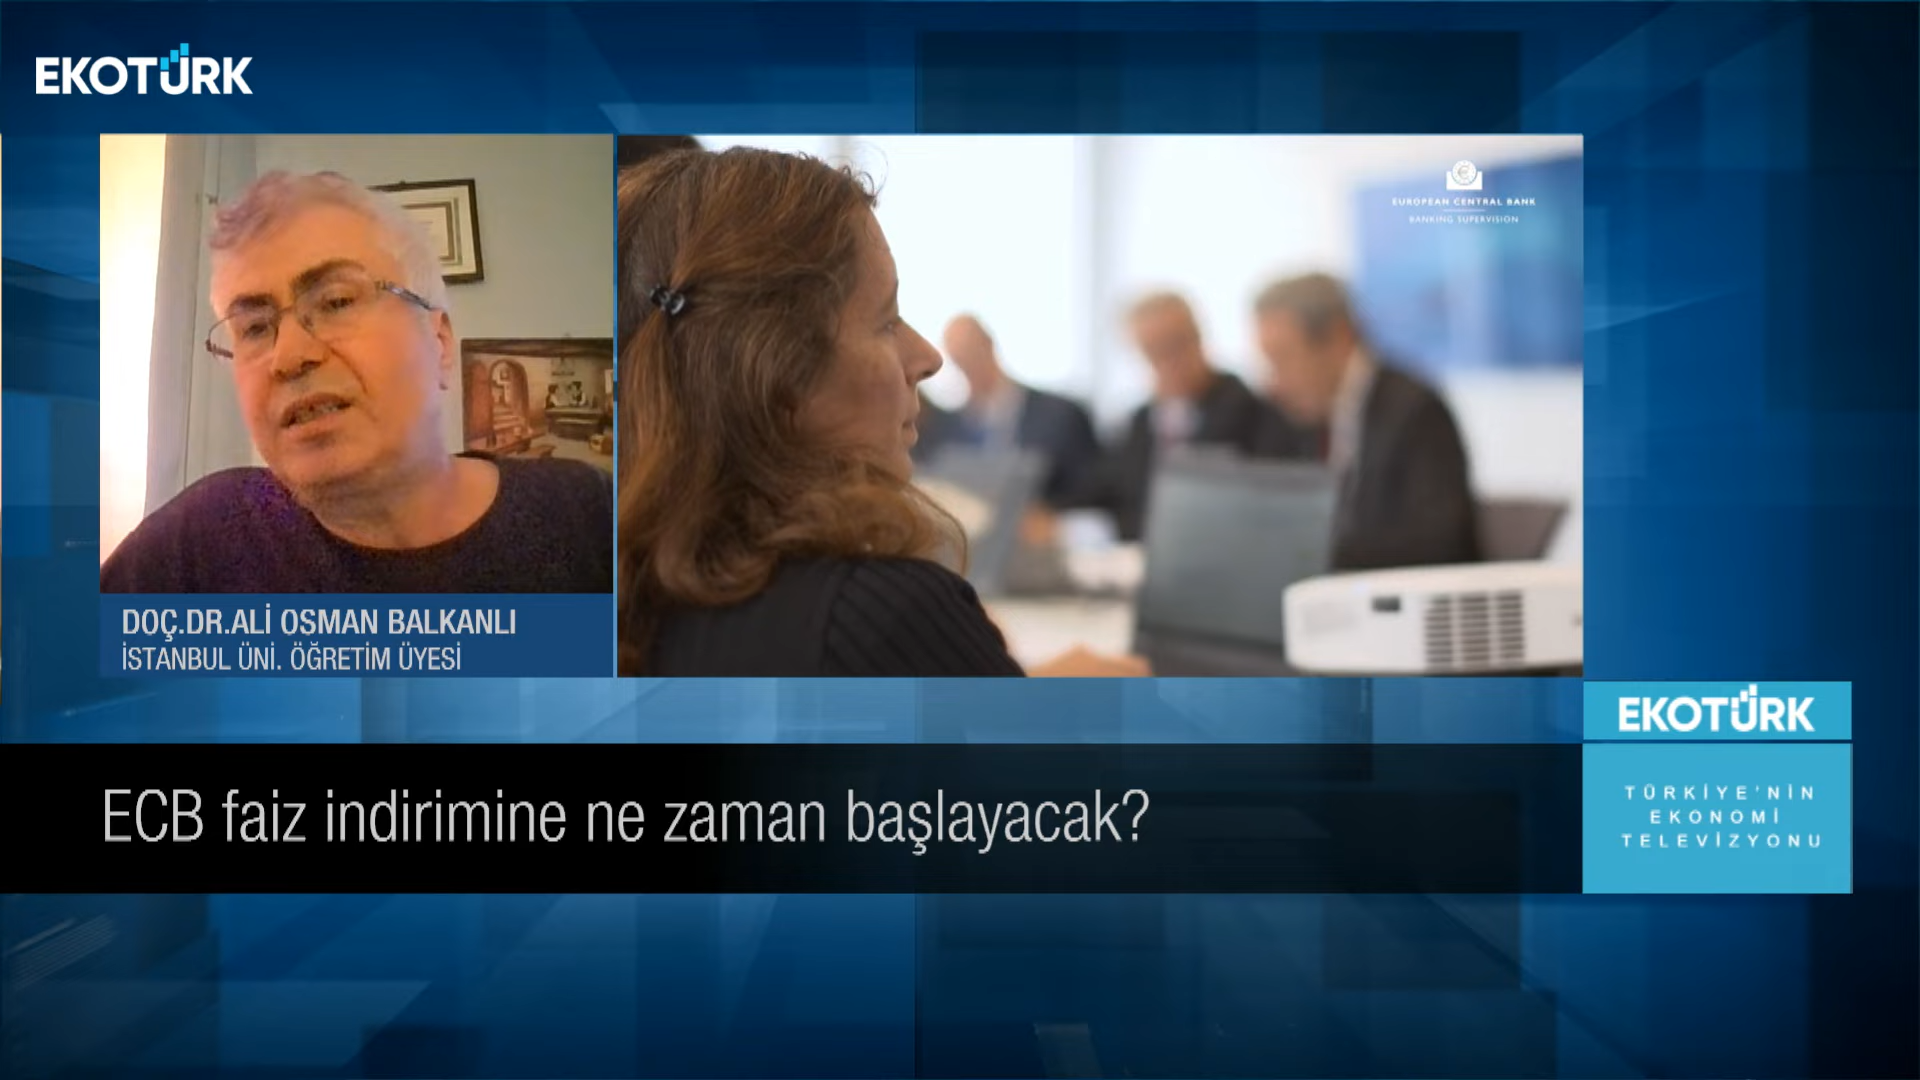 EKOTÜRK
EUROPEAN CENTRAL BANK
BANKING SUPERVISION
DOÇ.DR.ALİ OSMAN BALKANLI
İSTANBUL ÜNİ. ÖĞRETİM ÜYESİ
EKOTÜRK
ECB faiz indirimine ne zaman başlayacak?
TÜRKİYE'NİN
EKONOMİ
TELEVİZYONU